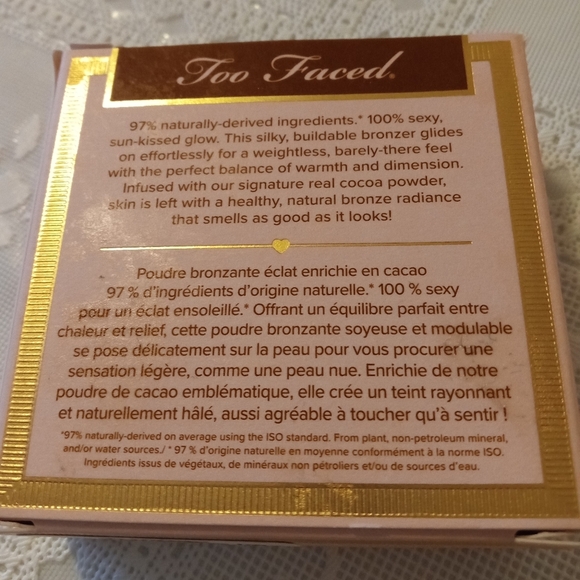 Too Faced.
97% naturally-derived ingredients.* 100% sexy,
sun-kissed glow. This silky, buildable bronzer glides
on effortlessly for a weightless, barely-there feel
with the perfect balance of warmth and dimension.
Infused with our signature real cocoa powder,
skin is left with a healthy, natural bronze radiance
that smells as good as it looks!
Poudre bronzante éclat enrichie en cacao
97 % d'ingrédients d'origine naturelle.* 100 % sexy
pour un éclat ensoleillé.* Offrant un équilibre parfait entre
chaleur et relief, cette poudre bronzante soyeuse et modulable
se pose délicatement sur la peau pour vous procurer une
sensation légère, comme une peau nue. Enrichie de notre
poudre de cacao emblématique, elle crée un teint rayonnant
et naturellement hâlé, aussi agréable à toucher qu'à sentir !
*97% naturally-derived on average using the ISO standard. From plant, non-petroleum mineral,
and/or water sources./ * 97 % d'origine naturelle en moyenne conformément à la norme ISO.
Ingrédients issus de végétaux, de minéraux non pétroliers et/ou de sources d'eau.